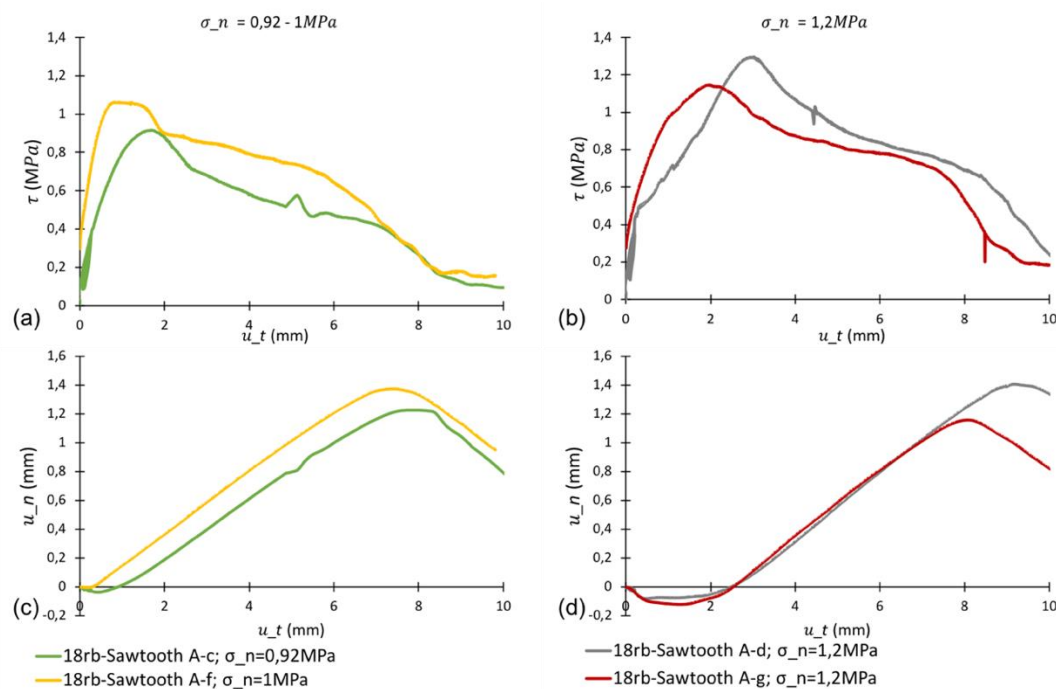 σ_n = 0,92 - 1MPa
σ_n = 1,2MPa
1,4
1,2
1
0,8
0,6
0,4
0,2
0
τ (MPa)
0 2 4 6 8 10
u_t (mm)
(a)
1,4
1,2
1
0,8
0,6
0,4
0,2
0
τ (MPa)
0 2 4 6 8 10
u_t (mm)
(b)
1,4
1,2
1
0,8
0,6
0,4
0,2
0
-0,2
u_n (mm)
0 2 4 6 8 10
u_t (mm)
(c)
1,4
1,2
1
0,8
0,6
0,4
0,2
0
-0,2
u_n (mm)
0 2 4 6 8 10
u_t (mm)
(d)
18rb-Sawtooth A-c; σ_n=0,92MPa
18rb-Sawtooth A-f; σ_n=1MPa
18rb-Sawtooth A-d; σ_n=1,2MPa
18rb-Sawtooth A-g; σ_n=1,2MPa